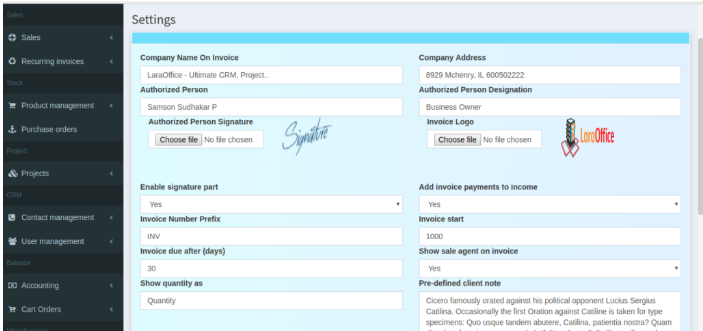 Sales
Settings
Sales
Recurring invoices
Stock
Product management
Purchase orders
Project
Projects
CRM
Contact management
User management
Balance
Accounting
Cart Orders
Company Name On Invoice
Company Address
LaraOffice - Ultimate CRM, Project..
8929 Mchenry, IL 600502222
Authorized Person
Authorized Person Designation
Samson Sudhakar P
Business Owner
Authorized Person Signature
Invoice Logo
Choose file No file chosen
Signature
Choose file No file chosen
LaraOffice
Enable signature part
Add invoice payments to income
Yes
Yes
Invoice Number Prefix
Invoice start
INV
1000
Invoice due after (days)
Show sale agent on invoice
30
Yes
Show quantity as
Pre-defined client note
Quantity
Cicero famously orated against his political opponent Lucius Sergius
Catilina. Occasionally the first Oration against Catiline is taken for type
specimens: Quo usque tandem abutere, Catilina, patientia nostra? Quam